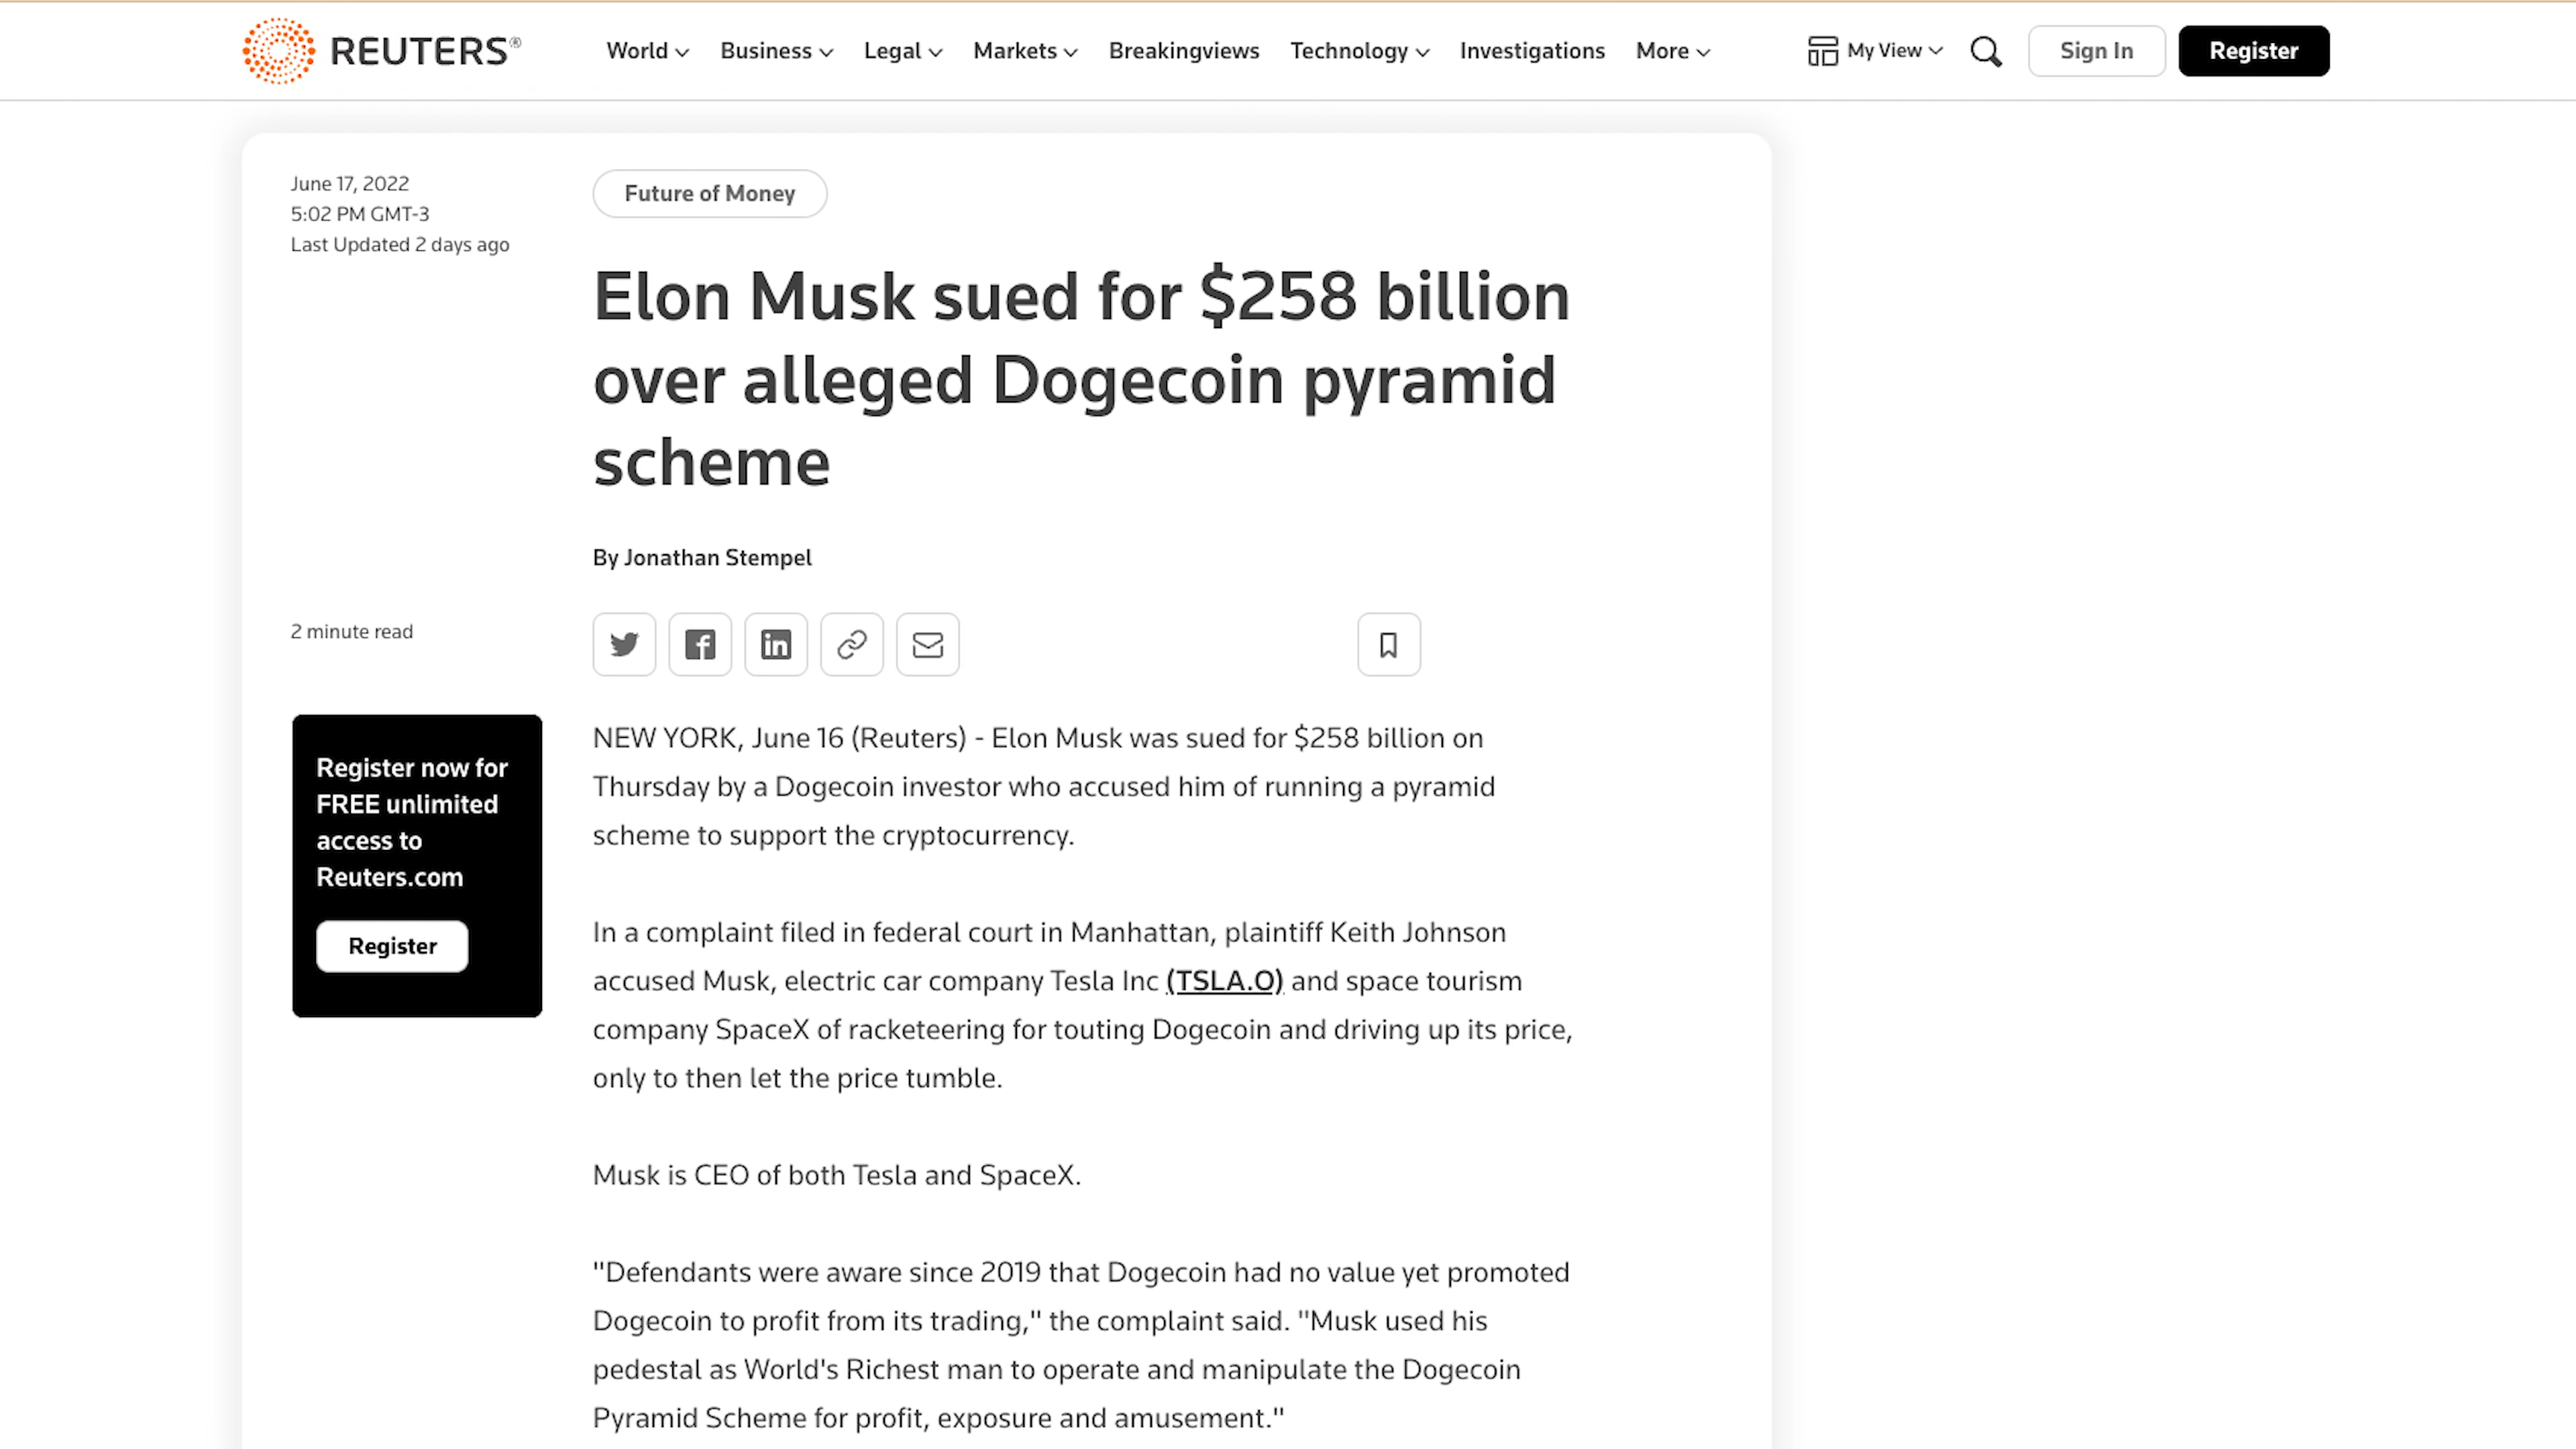 REUTERS®
World
Business
Legal
Markets
Breakingviews
Technology
Investigations
More
My View
Sign In
Register
June 17, 2022
5:02 PM GMT-3
Last Updated 2 days ago
Future of Money
Elon Musk sued for $258 billion
over alleged Dogecoin pyramid
scheme
By Jonathan Stempel
2 minute read
Register now for
FREE unlimited
access to
Reuters.com
Register
NEW YORK, June 16 (Reuters) - Elon Musk was sued for $258 billion on
Thursday by a Dogecoin investor who accused him of running a pyramid
scheme to support the cryptocurrency.
In a complaint filed in federal court in Manhattan, plaintiff Keith Johnson
accused Musk, electric car company Tesla Inc (TSLA.O) and space tourism
company SpaceX of racketeering for touting Dogecoin and driving up its price,
only to then let the price tumble.
Musk is CEO of both Tesla and SpaceX.
"Defendants were aware since 2019 that Dogecoin had no value yet promoted
Dogecoin to profit from its trading," the complaint said. "Musk used his
pedestal as World's Richest man to operate and manipulate the Dogecoin
Pyramid Scheme for profit, exposure and amusement."